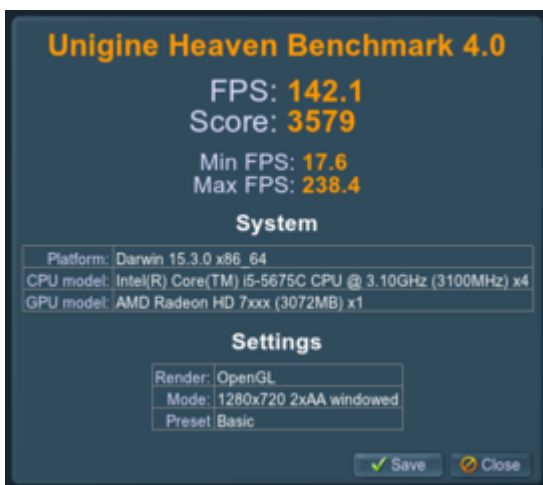 Unigine Heaven Benchmark 4.0
FPS: 142.1
Score: 3579
Min FPS: 17.6
Max FPS: 238.4
System
Platform: Darwin 15.3.0 x86_64
CPU model: Intel(R) Core(TM) i5-5675C CPU @ 3.10GHz (3100MHz) x4
GPU model: AMD Radeon HD 7xxx (3072MB) x1
Settings
Render: OpenGL
Mode: 1280x720 2xAA windowed
Preset Basic
Save Close